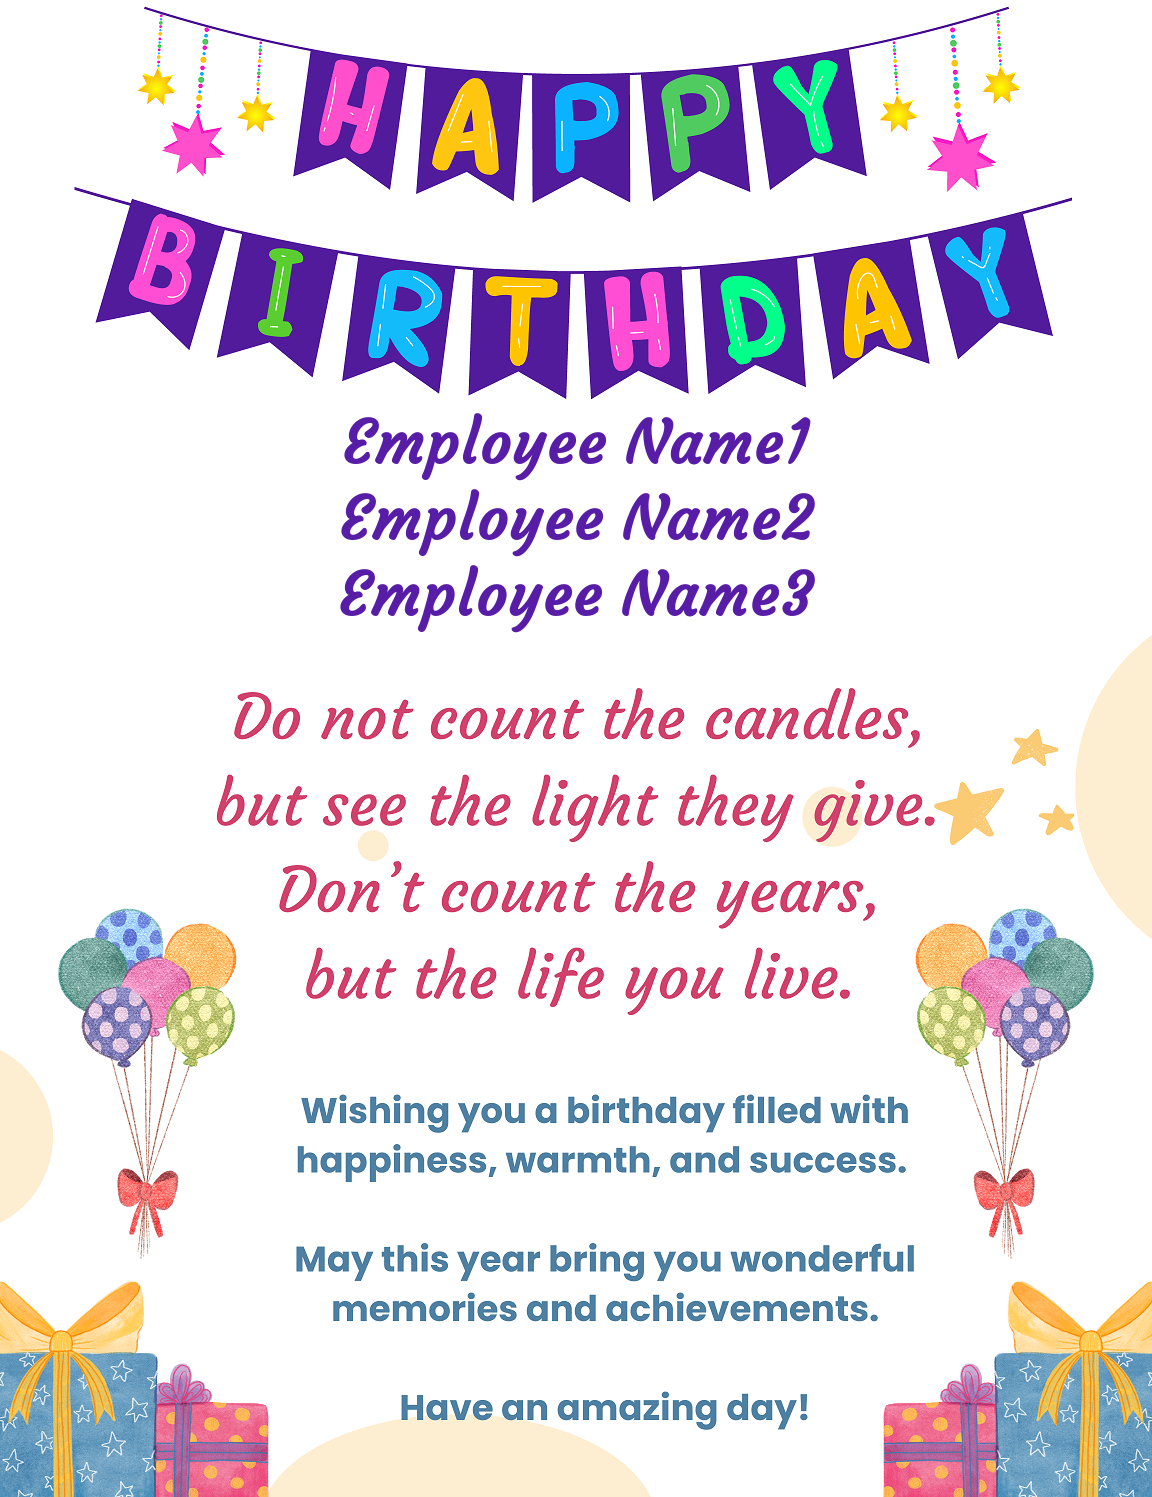 HAPPY
BIRTHDAY
Employee Name1
Employee Name2
Employee Name3
Do not count the candles,
but see the light they give.
Don’t count the years,
but the life you live.
Wishing you a birthday filled with
happiness, warmth, and success.
May this year bring you wonderful
memories and achievements.
Have an amazing day!